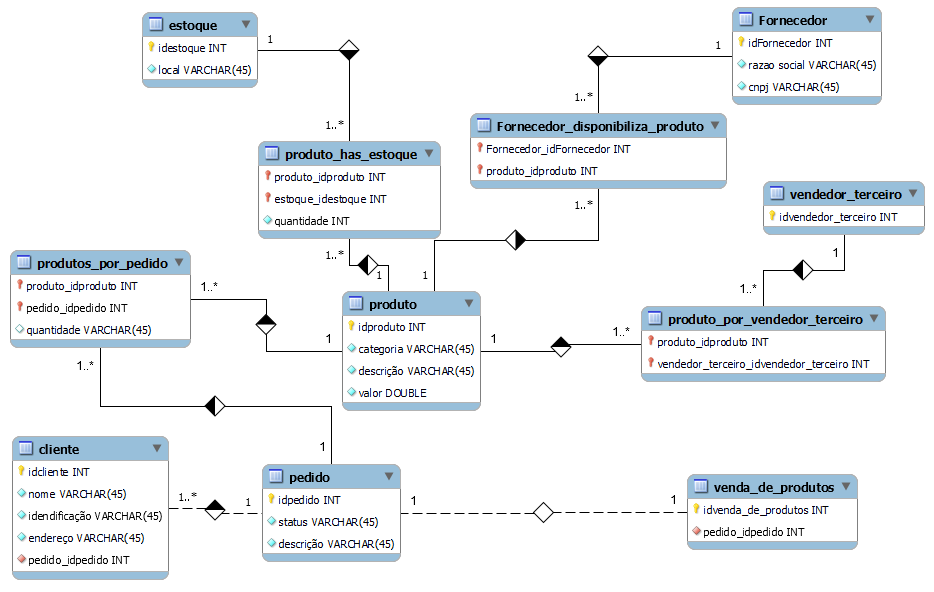 estoque
idestoque INT
local VARCHAR(45)
1
1..*
Fornecedor
idFornecedor INT
razao social VARCHAR(45)
cnpj VARCHAR(45)
1
1..*
Fornecedor_disponibiliza_produto
Fornecedor_idFornecedor INT
produto_idproduto INT
1..*
1
produto_has_estoque
produto_idproduto INT
estoque_idestoque INT
quantidade INT
1..*
1
vendedor_terceiro
idvendedor_terceiro INT
1
1..*
produtos_por_pedido
produto_idproduto INT
pedido_idpedido INT
quantidade VARCHAR(45)
1..*
1
1..*
1
produto
idproduto INT
categoria VARCHAR(45)
descrição VARCHAR(45)
valor DOUBLE
1
1..*
produto_por_vendedor_terceiro
produto_idproduto INT
vendedor_terceiro_idvendedor_terceiro INT
cliente
idcliente INT
nome VARCHAR(45)
idendificação VARCHAR(45)
endereço VARCHAR(45)
pedido_idpedido INT
1..*
1
pedido
idpedido INT
status VARCHAR(45)
descrição VARCHAR(45)
1
1
venda_de_produtos
idvenda_de_produtos INT
pedido_idpedido INT